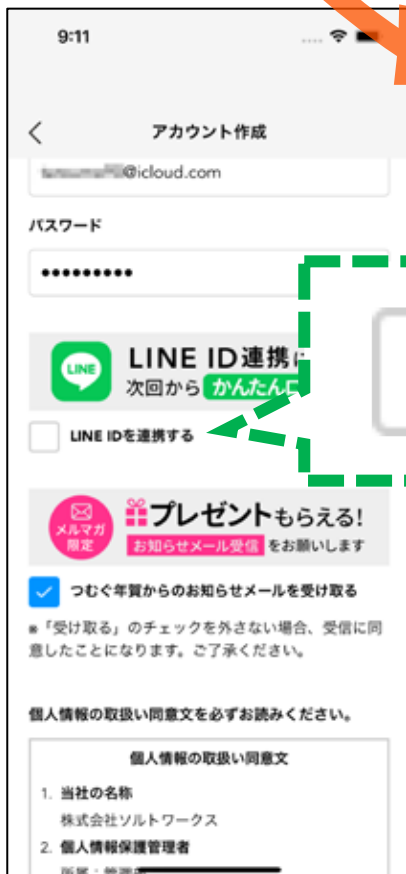 9:11
アカウント作成
@icloud.com
パスワード
•••••••••
LINE
LINE ID連携
次回から かんたん
LINE IDを連携する
メルマガ
限定
プレゼントもらえる!
お知らせメール受信 をお願いします
つむぐ年賀からのお知らせメールを受け取る
※「受け取る」のチェックを外さない場合、受信に同
意したことになります。ご了承ください。
個人情報の取扱い同意文を必ずお読みください。
個人情報の取扱い同意文
1. 当社の名称
株式会社ソルトワークス
2. 個人情報保護管理者
所属:管理